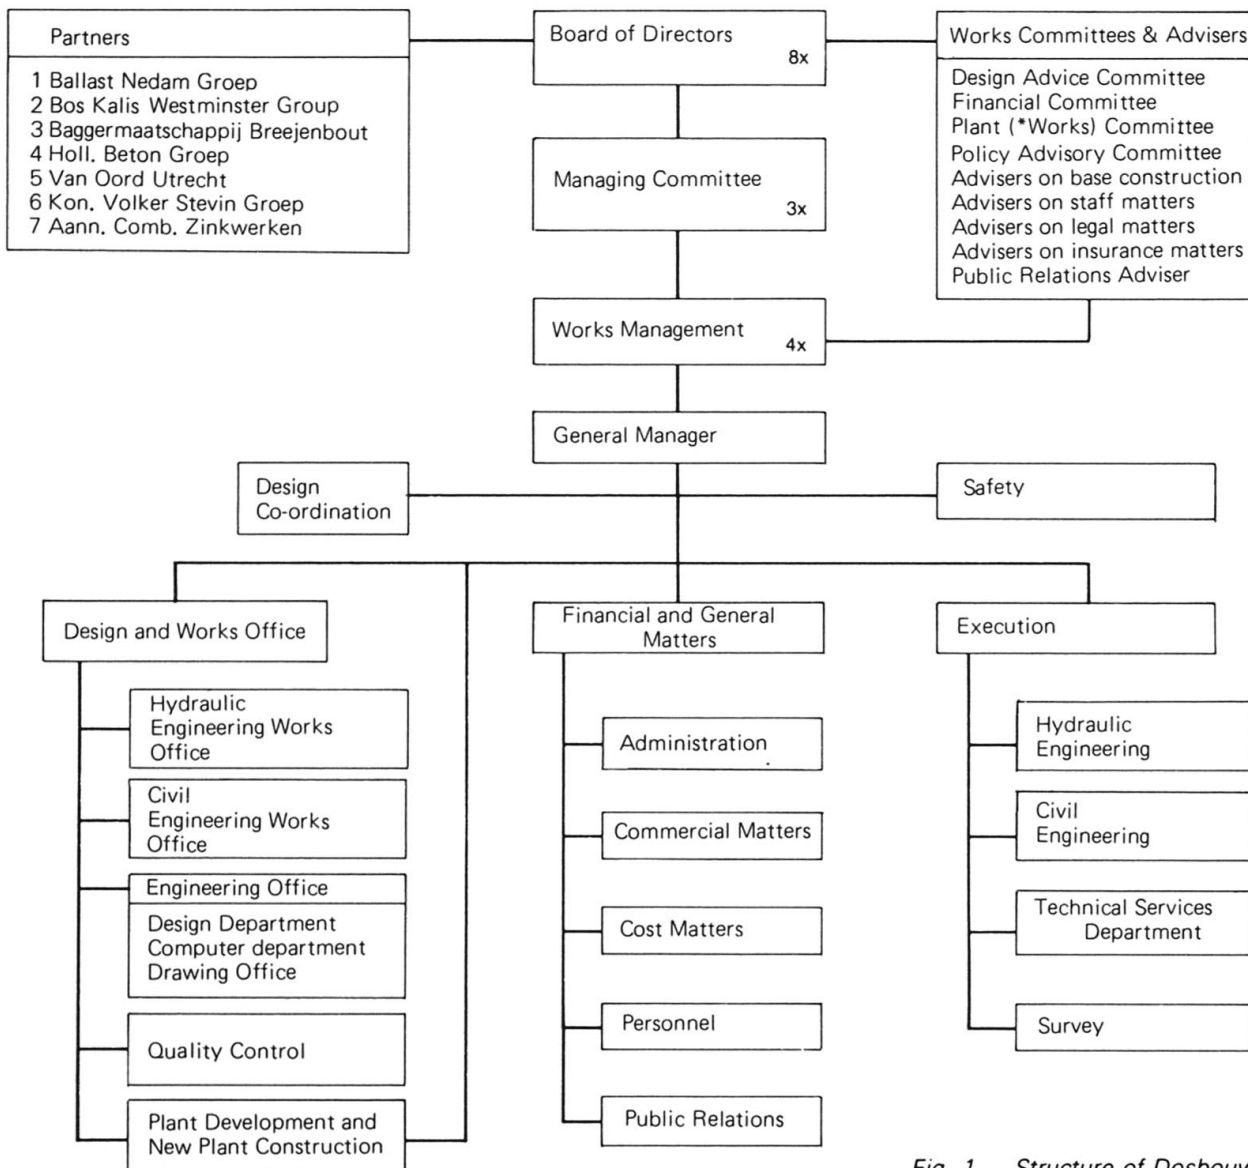 Partners
1 Ballast Nedam Groep
2 Bos Kalis Westminster Group
3 Baggermaatschappij Breejenbout
4 Holl. Beton Groep
5 Van Oord Utrecht
6 Kon. Volker Stevin Groep
7 Aann. Comb. Zinkwerken
Board of Directors
8x
Works Committees & Advisers
Design Advice Committee
Financial Committee
Plant (*Works) Committee
Policy Advisory Committee
Advisers on base construction
Advisers on staff matters
Advisers on legal matters
Advisers on insurance matters
Public Relations Adviser
Managing Committee
3x
Works Management
4x
General Manager
Design
Co-ordination
Safety
Design and Works Office
Hydraulic
Engineering Works
Office
Civil
Engineering Works
Office
Engineering Office
Design Department
Computer department
Drawing Office
Quality Control
Plant Development and
New Plant Construction
Financial and General
Matters
Administration
Commercial Matters
Cost Matters
Personnel
Public Relations
Execution
Hydraulic
Engineering
Civil
Engineering
Technical Services
Department
Survey
Fig. 1 Structure of